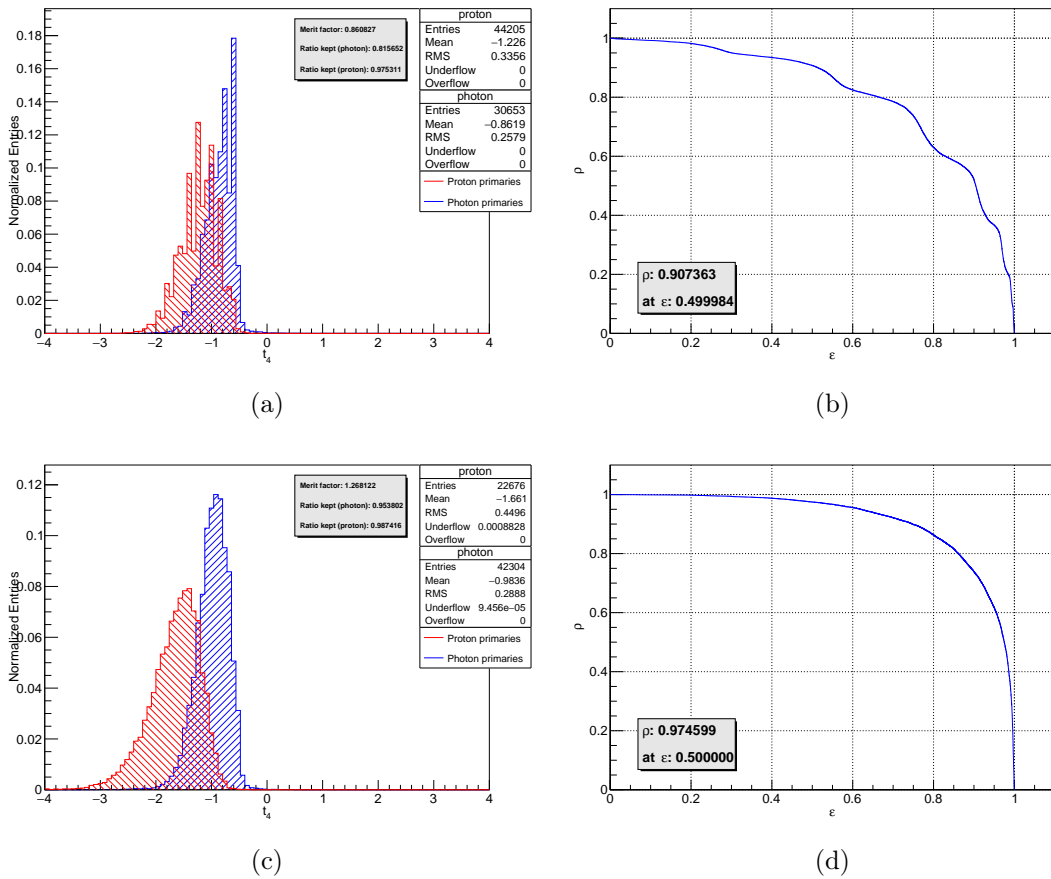 Merit factor: 0.860827
Ratio kept (photon): 0.815652
Ratio kept (proton): 0.975311
proton
Entries 44205
Mean −1.226
RMS 0.3356
Underflow 0
Overflow 0
photon
Entries 30653
Mean −0.8619
RMS 0.2579
Underflow 0
Overflow 0
Proton primaries
Photon primaries
Normalized Entries
0.18
0.16
0.14
0.12
0.1
0.08
0.06
0.04
0.02
0
−4 −3 −2 −1 0 1 2 3 4
t4
(a)
ρ
1
0.8
0.6
0.4
0.2
0
ρ: 0.907363
at ε: 0.499984
0 0.2 0.4 0.6 0.8 1
ε
(b)
Merit factor: 1.268122
Ratio kept (photon): 0.953802
Ratio kept (proton): 0.987416
proton
Entries 22676
Mean −1.661
RMS 0.4496
Underflow 0.0008828
Overflow 0
photon
Entries 42304
Mean −0.9836
RMS 0.2888
Underflow 9.456e−05
Overflow 0
Proton primaries
Photon primaries
Normalized Entries
0.12
0.1
0.08
0.06
0.04
0.02
0
−4 −3 −2 −1 0 1 2 3 4
t4
(c)
ρ
1
0.8
0.6
0.4
0.2
0
ρ: 0.974599
at ε: 0.500000
0 0.2 0.4 0.6 0.8 1
ε
(d)